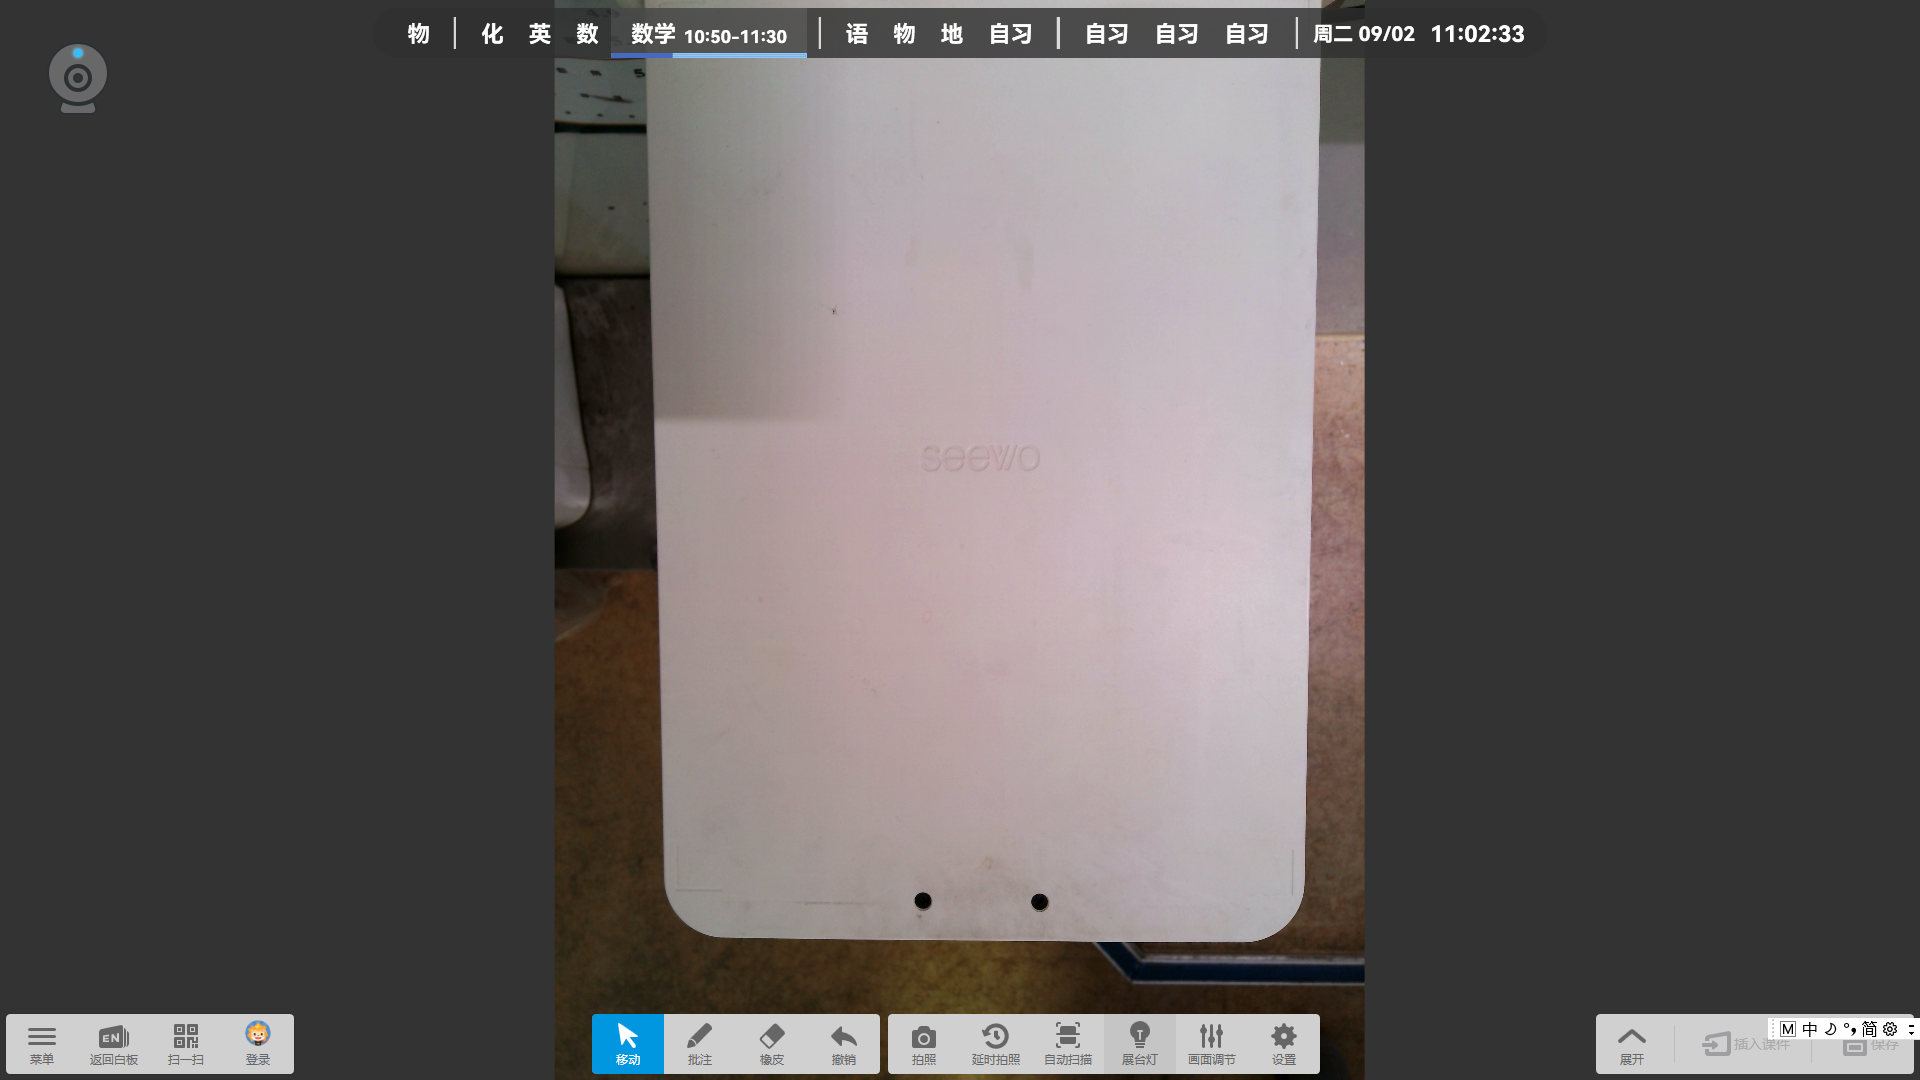 物 | 化 英 数 数学 10:50-11:30 | 语 物 地 自习 | 自习 自习 自习 | 周二 09/02 11:02:33
5
seewo
菜单 返回白板 扫一扫 登录 移动 批注 橡皮 撤销 拍照 延时拍照 自动扫描 展台灯 画面调节 设置 展开 插入课件 保存
EN
M 中 简